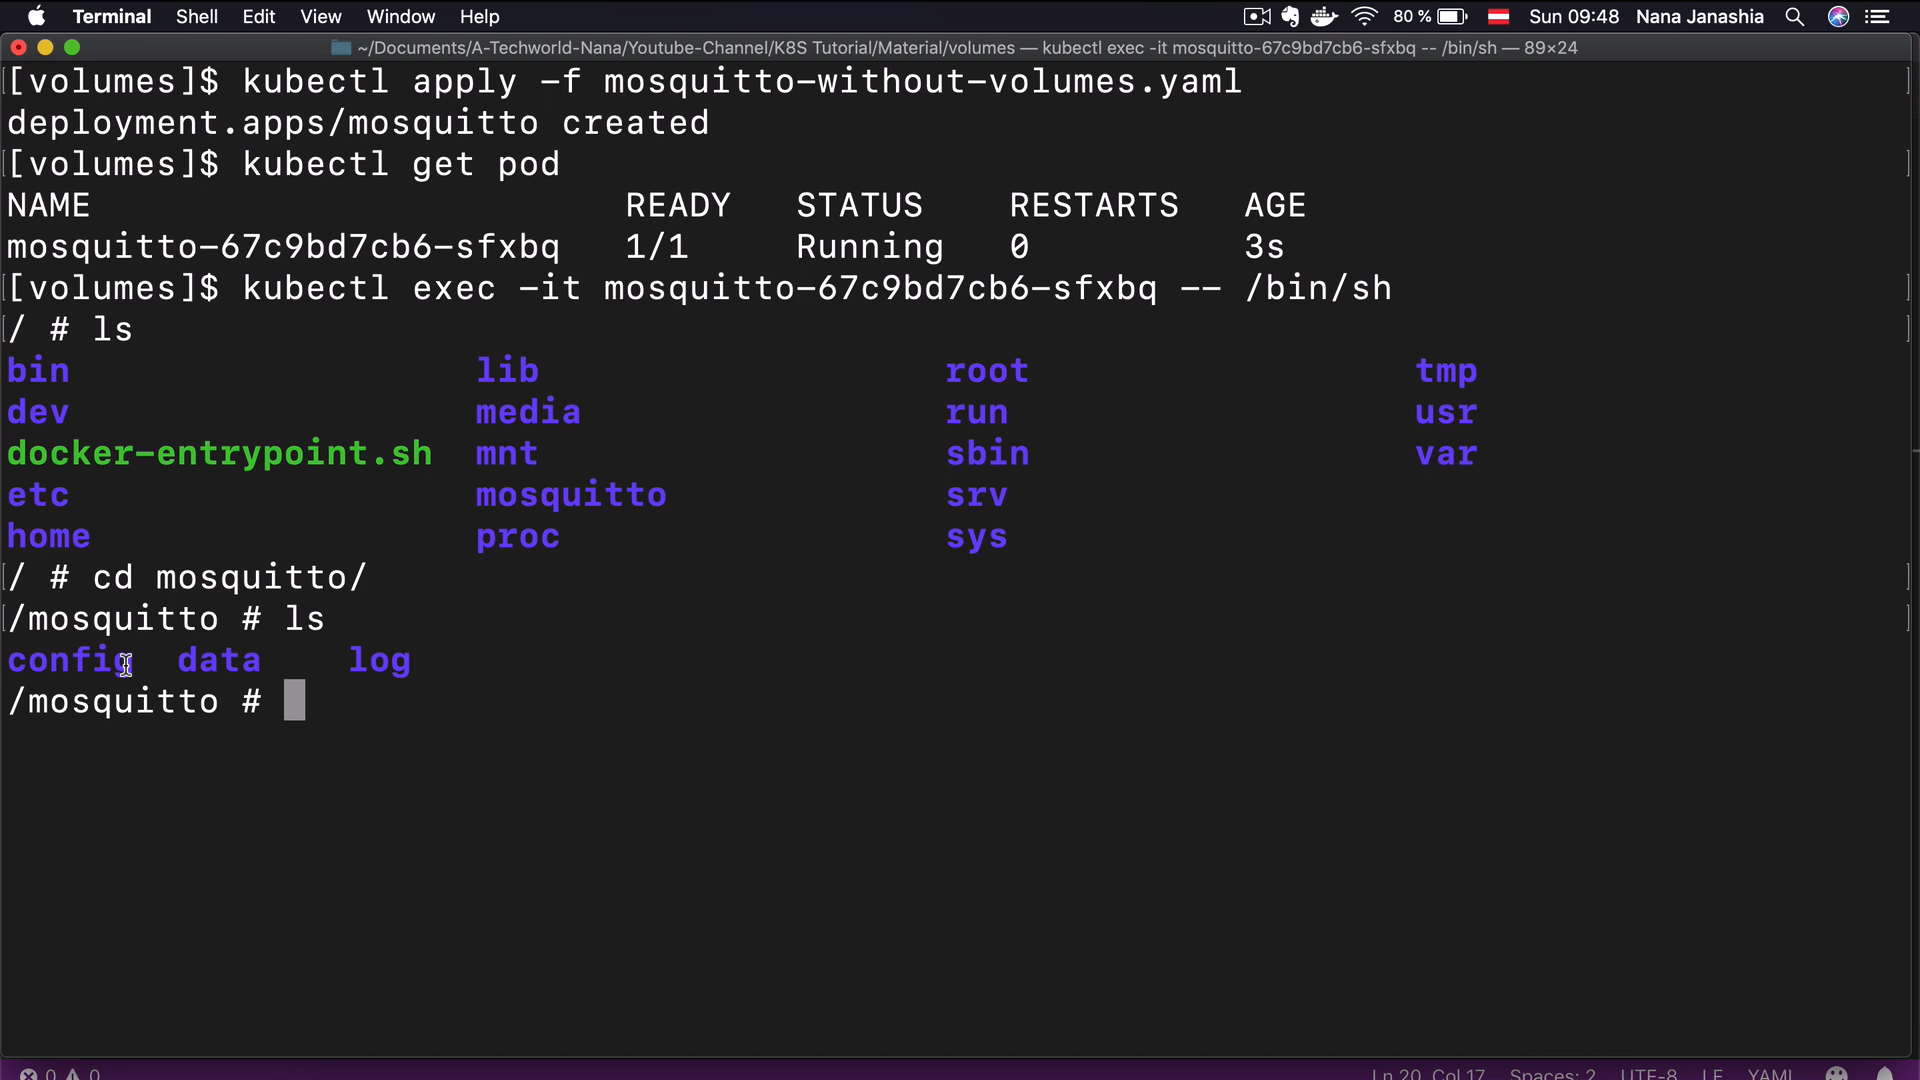 Terminal Shell Edit View Window Help 80 % Sun 09:48 Nana Janashia
~/Documents/A-Techworld-Nana/Youtube-Channel/K8S Tutorial/Material/volumes — kubectl exec -it mosquitto-67c9bd7cb6-sfxbq -- /bin/sh — 89×24
[volumes]$ kubectl apply -f mosquitto-without-volumes.yaml
deployment.apps/mosquitto created
[volumes]$ kubectl get pod
NAME READY STATUS RESTARTS AGE
mosquitto-67c9bd7cb6-sfxbq 1/1 Running 0 3s
[volumes]$ kubectl exec -it mosquitto-67c9bd7cb6-sfxbq -- /bin/sh
/ # ls
bin lib root tmp
dev media run usr
docker-entrypoint.sh mnt sbin var
etc mosquitto srv
home proc sys
/ # cd mosquitto/
/mosquitto # ls
config data log
/mosquitto #
0 0 Ln 20, Col 17 Spaces: 2 UTF-8 LF YAML